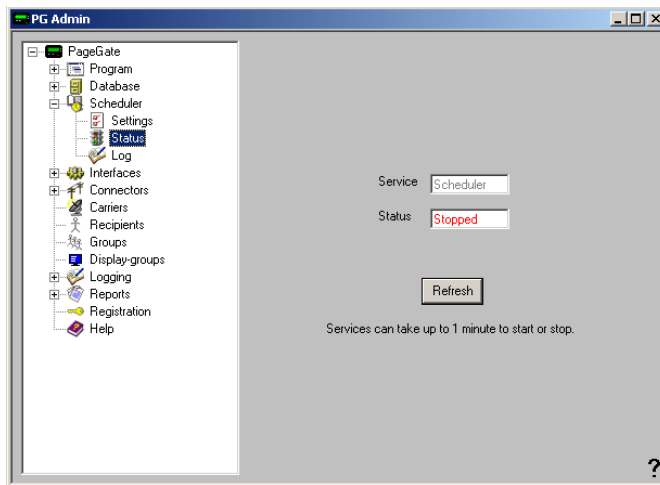 PG Admin
PageGate
Program
Database
Scheduler
Settings
Status
Log
Interfaces
Connectors
Carriers
Recipients
Groups
Display-groups
Logging
Reports
Registration
Help
Service Scheduler
Status Stopped
Refresh
Services can take up to 1 minute to start or stop.
?